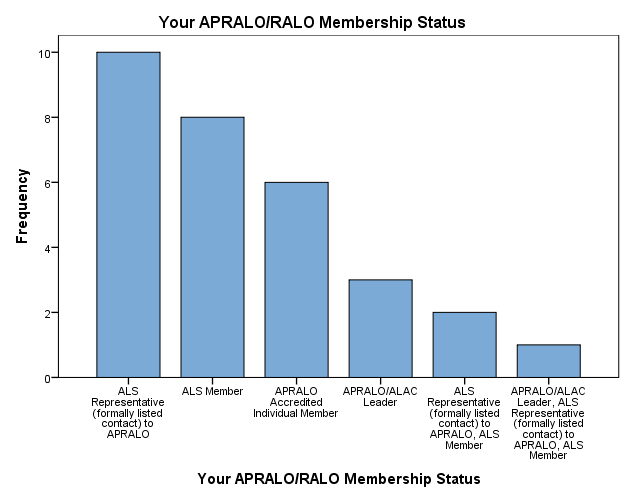 Your APRALO/RALO Membership Status
Frequency
10
8
6
4
2
0
ALS
Representative
(formally listed
contact) to
APRALO
ALS Member
APRALO
Accredited
Individual Member
APRALO/ALAC
Leader
ALS
Representative
(formally listed
contact) to
APRALO, ALS
Member
APRALO/ALAC
Leader, ALS
Representative
(formally listed
contact) to
APRALO, ALS
Member
Your APRALO/RALO Membership Status